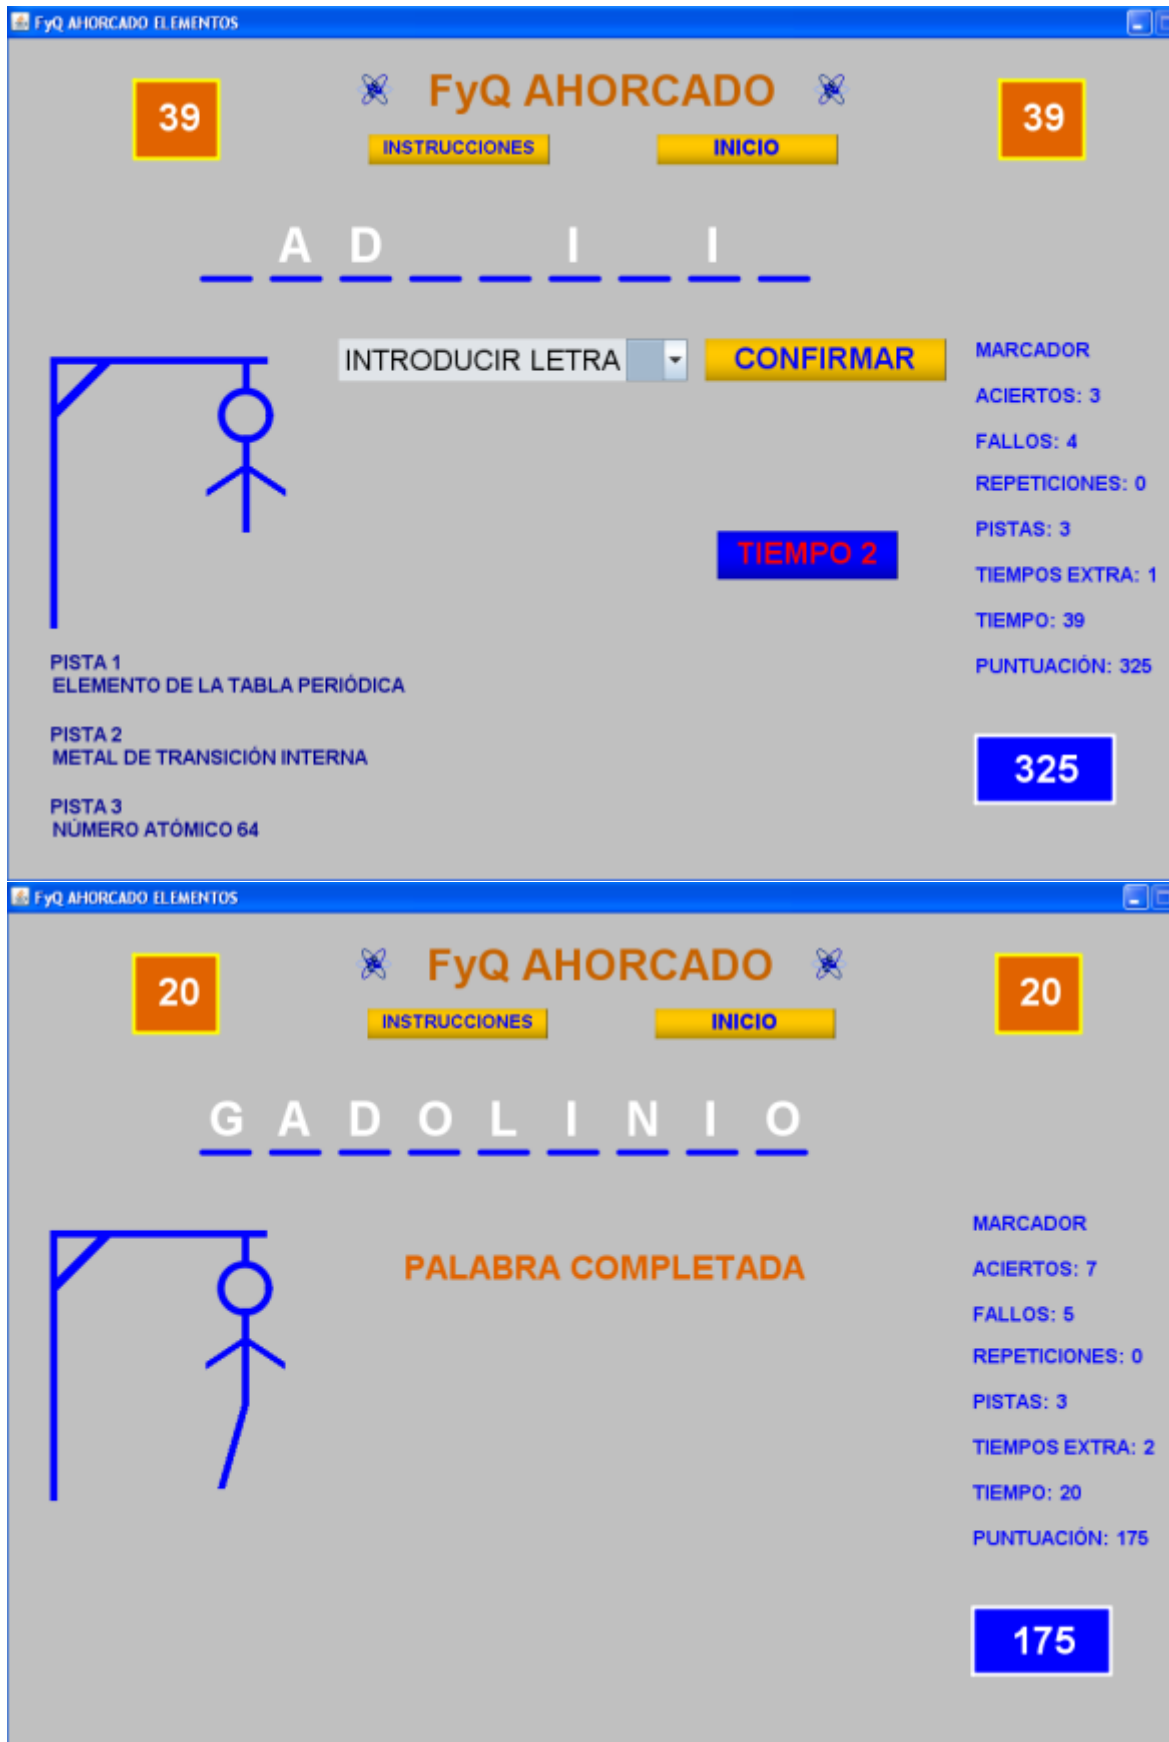 FyQ AHORCADO ELEMENTOS
39
FyQ AHORCADO
39
INSTRUCCIONES
INICIO
A D I I
INTRODUCIR LETRA
CONFIRMAR
MARCADOR
ACIERTOS: 3
FALLOS: 4
REPETICIONES: 0
PISTAS: 3
TIEMPO 2
TIEMPOS EXTRA: 1
TIEMPO: 39
PUNTUACIÓN: 325
PISTA 1
ELEMENTO DE LA TABLA PERIÓDICA
PISTA 2
METAL DE TRANSICIÓN INTERNA
PISTA 3
NÚMERO ATÓMICO 64
325
FyQ AHORCADO ELEMENTOS
20
FyQ AHORCADO
20
INSTRUCCIONES
INICIO
G A D O L I N I O
PALABRA COMPLETADA
MARCADOR
ACIERTOS: 7
FALLOS: 5
REPETICIONES: 0
PISTAS: 3
TIEMPOS EXTRA: 2
TIEMPO: 20
PUNTUACIÓN: 175
175